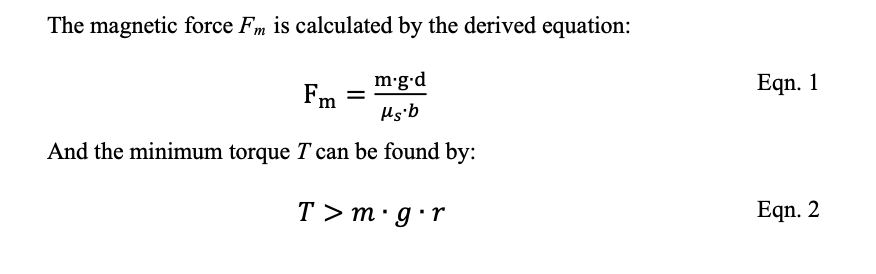 The magnetic force Fm is calculated by the derived equation:
Fm = m·g·d / μs·b    Eqn. 1
And the minimum torque T can be found by:
T > m · g · r    Eqn. 2